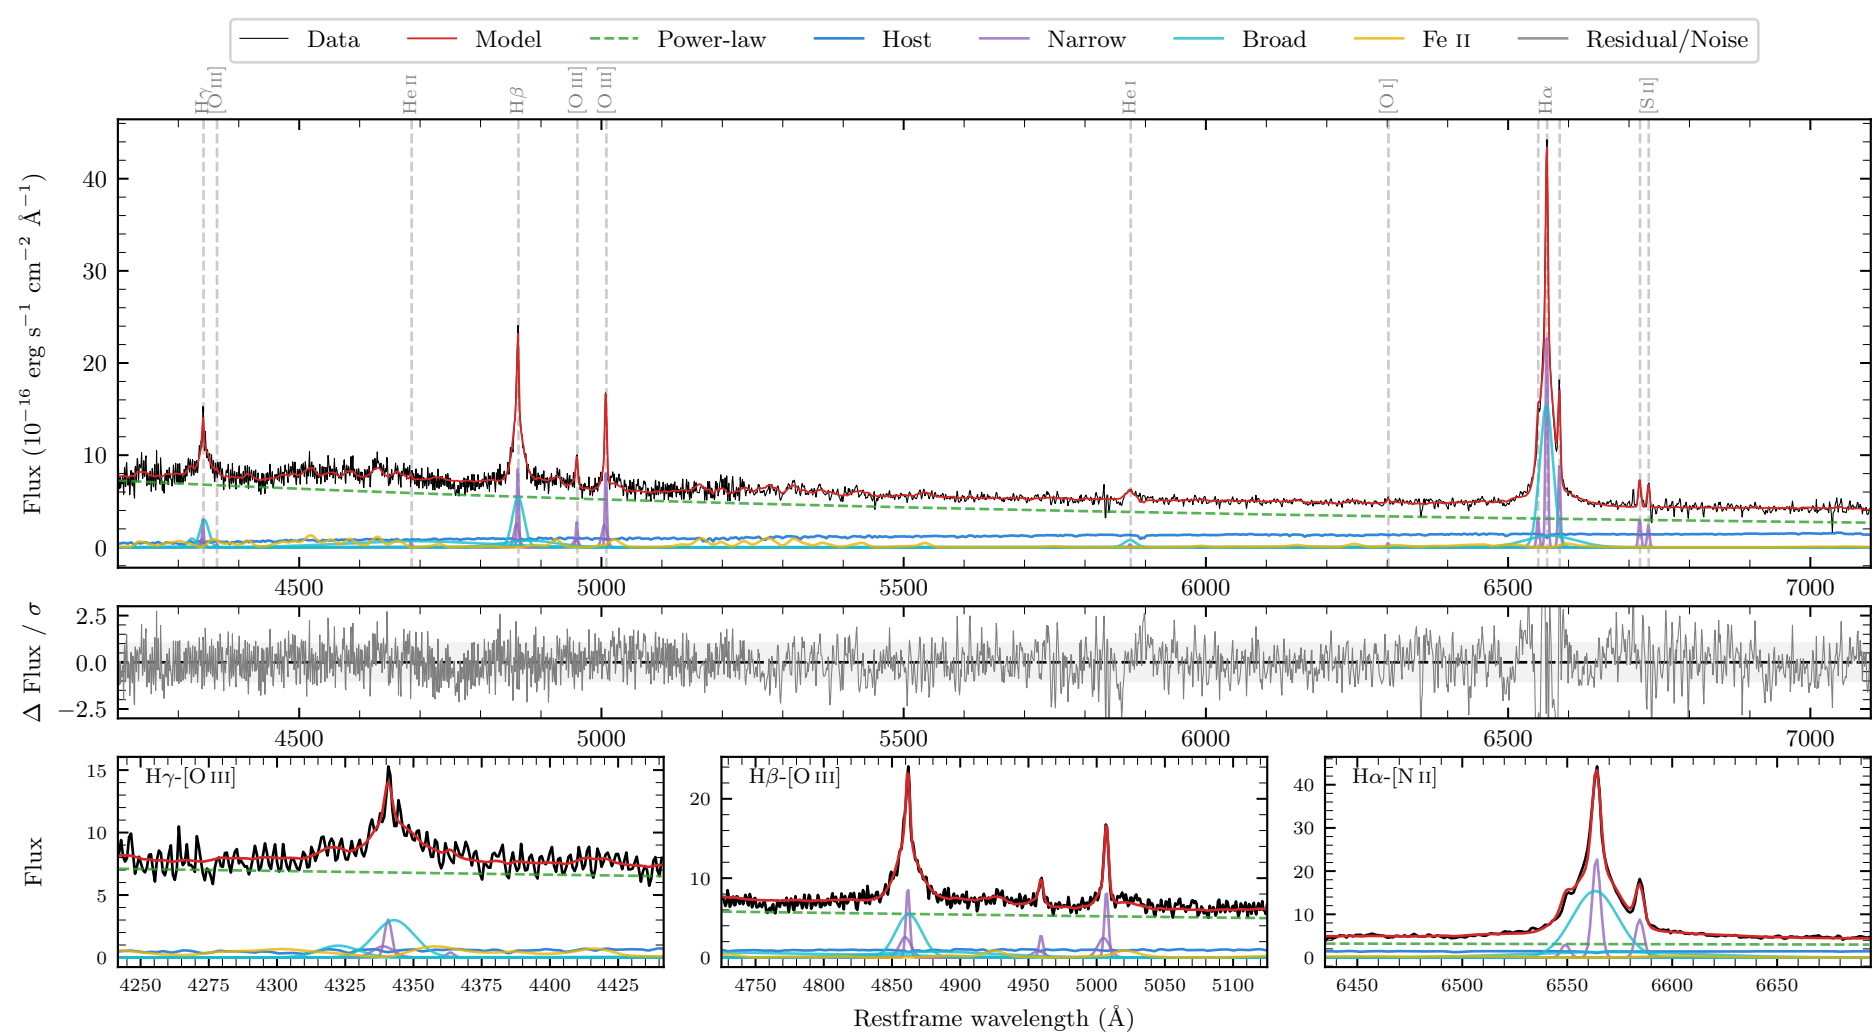 Data Model Power-law Host Narrow Broad Fe II Residual/Noise
Hγ [O III] He II Hβ [O III] [O III] He I [O I] Hα [S II]
Flux (10−16 erg s−1 cm−2 Å−1)
40
30
20
10
0
4500 5000 5500 6000 6500 7000
Δ Flux / σ
2.5
0.0
−2.5
4500 5000 5500 6000 6500 7000
Flux
Hγ-[O III]
15
10
5
0
4250 4275 4300 4325 4350 4375 4400 4425
Hβ-[O III]
20
10
0
4750 4800 4850 4900 4950 5000 5050 5100
Hα-[N II]
40
30
20
10
0
6450 6500 6550 6600 6650
Restframe wavelength (Å)